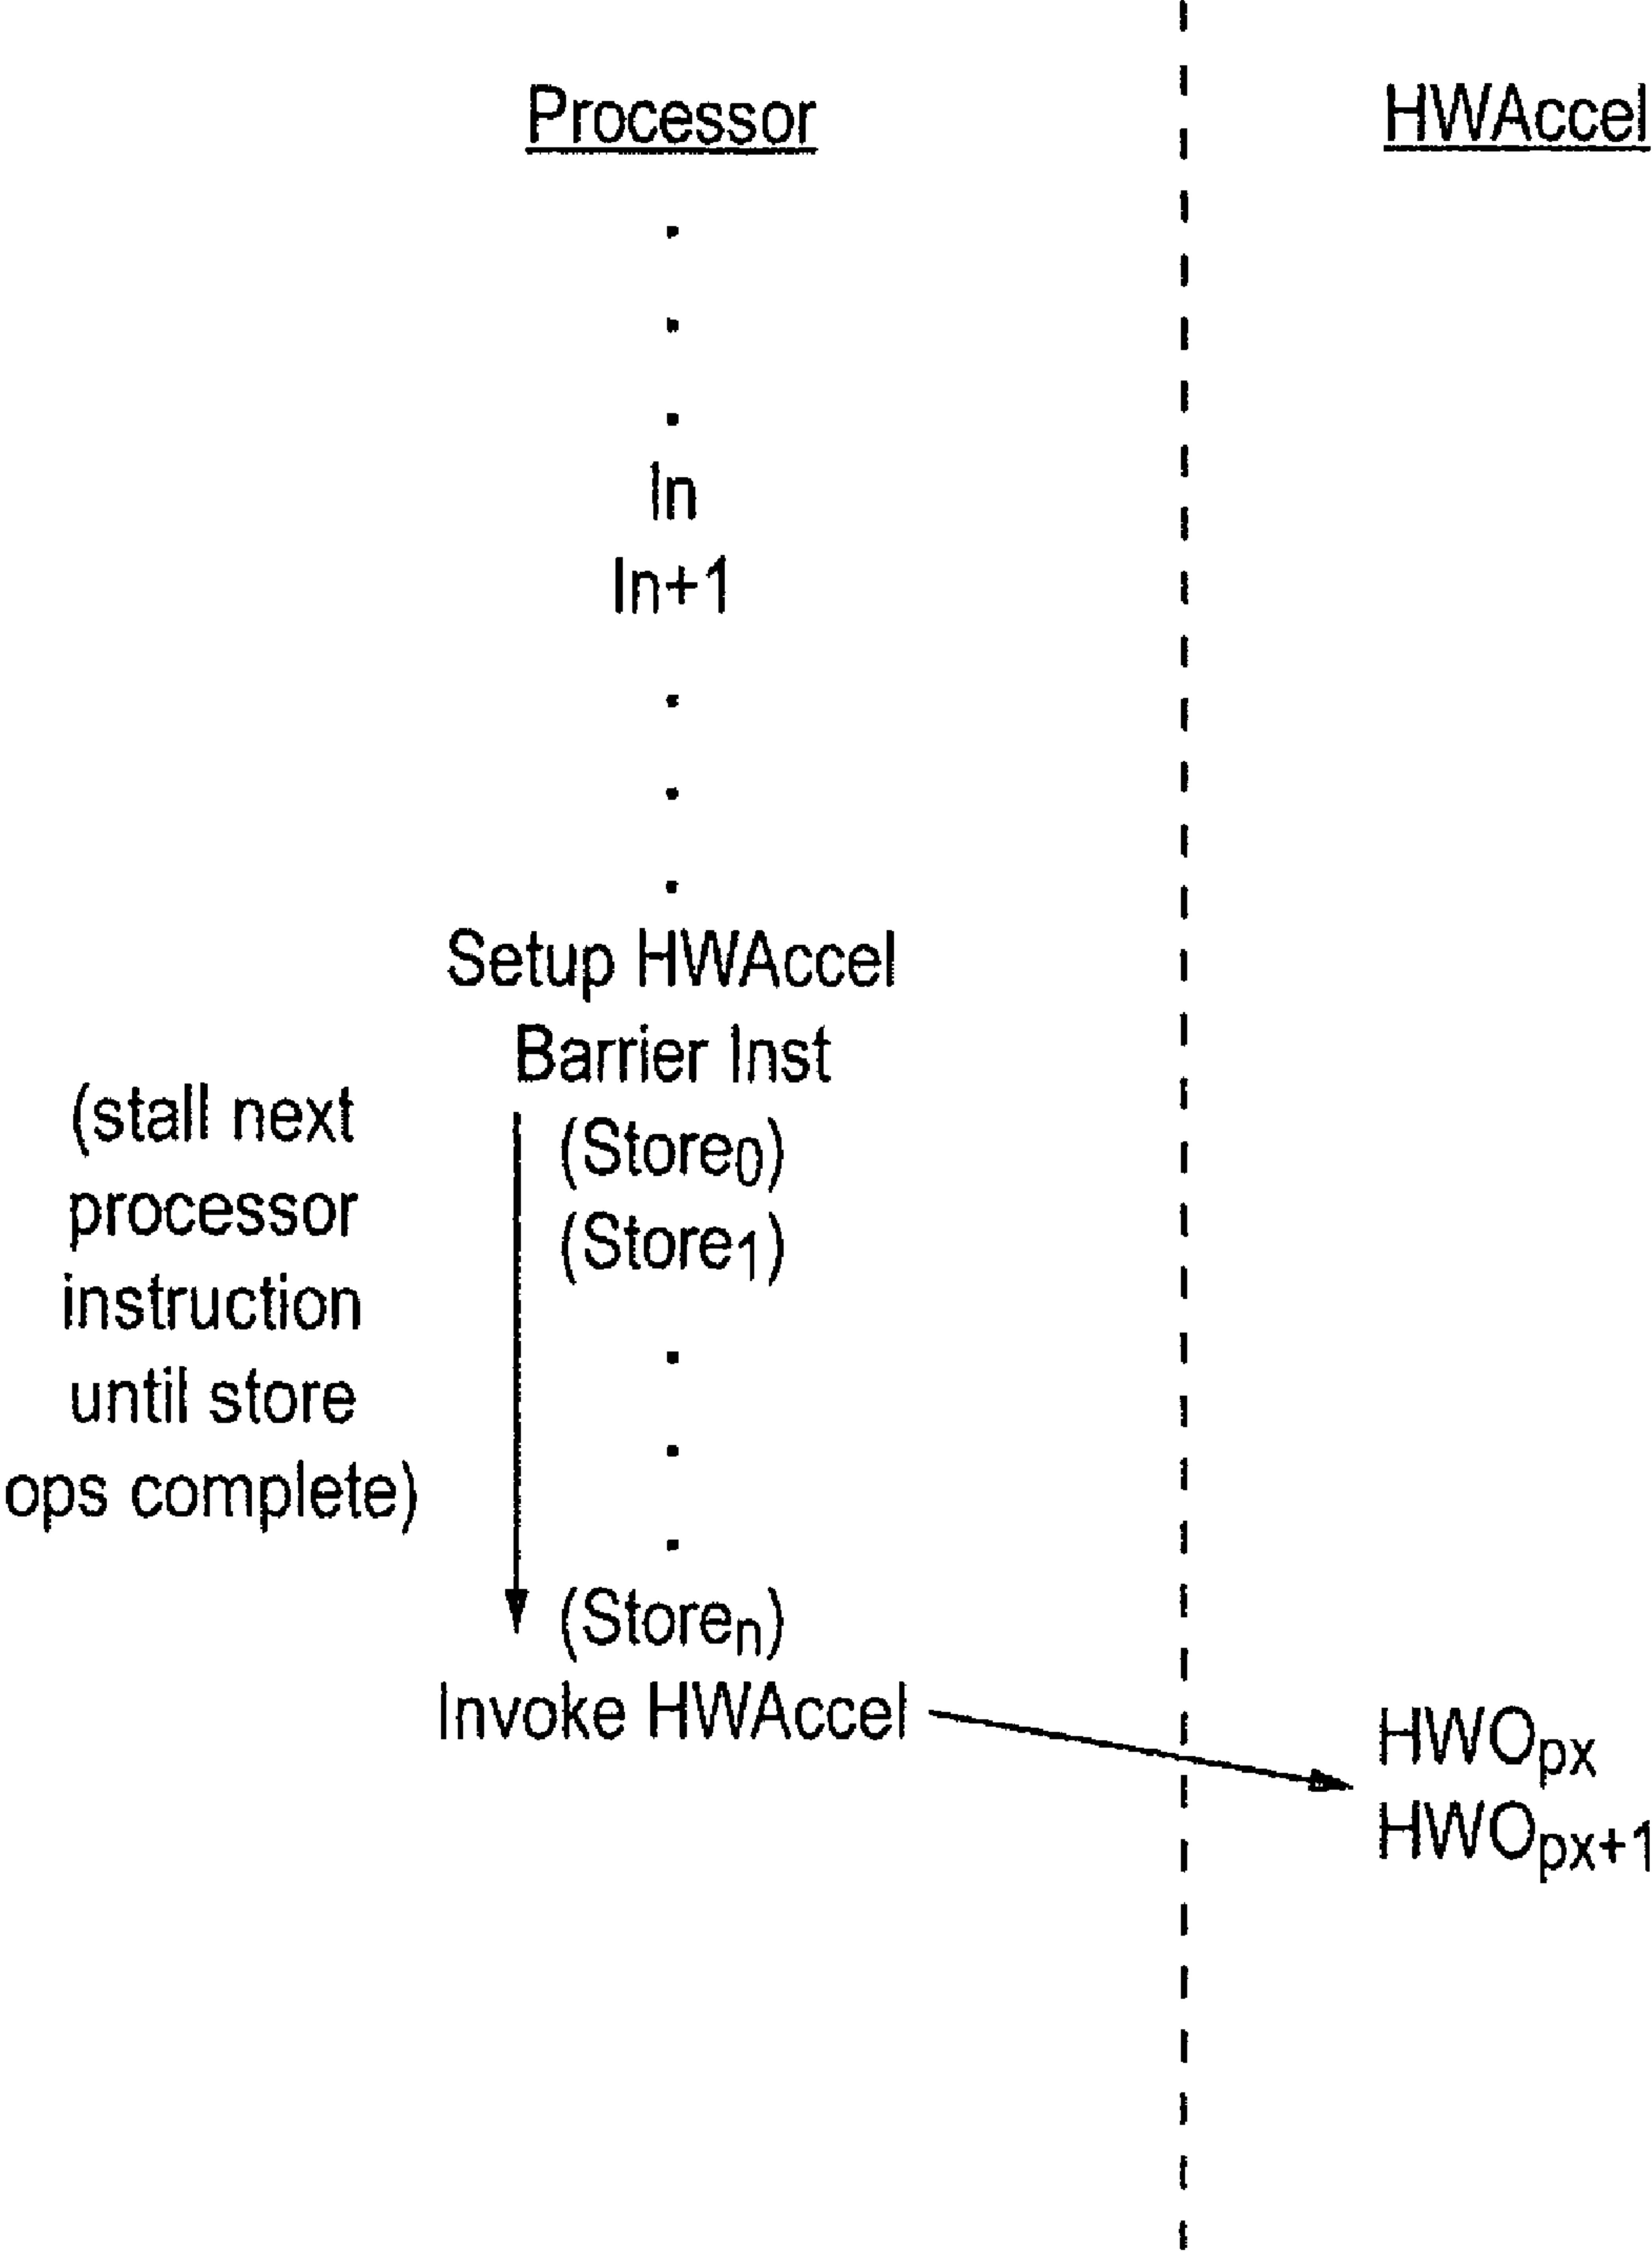 Processor
HWAccel
In
In+1
Setup HWAccel
Barrier Inst
(stall next
processor
instruction
until store
ops complete)
(Store0)
(Store1)
(Storen)
Invoke HWAccel
HWOpx
HWOpx+1